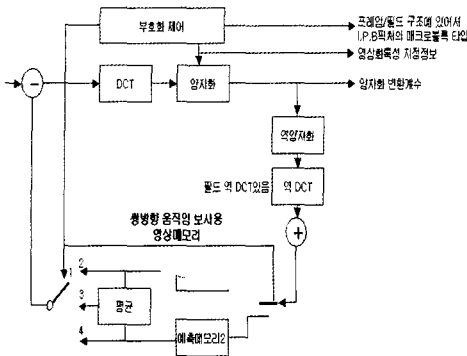 부호화 제어
프레임/필드 구조에 있어서
I,P,B픽처의 매크로블록 타입
영상화특성 지정정보
−
DCT
양자화
양자화 변환계수
역양자화
필드 역 DCT있음
역 DCT
쌍방향 움직임 보사용
영상메모리
+
1
2
3
평균
4
예측메모리2